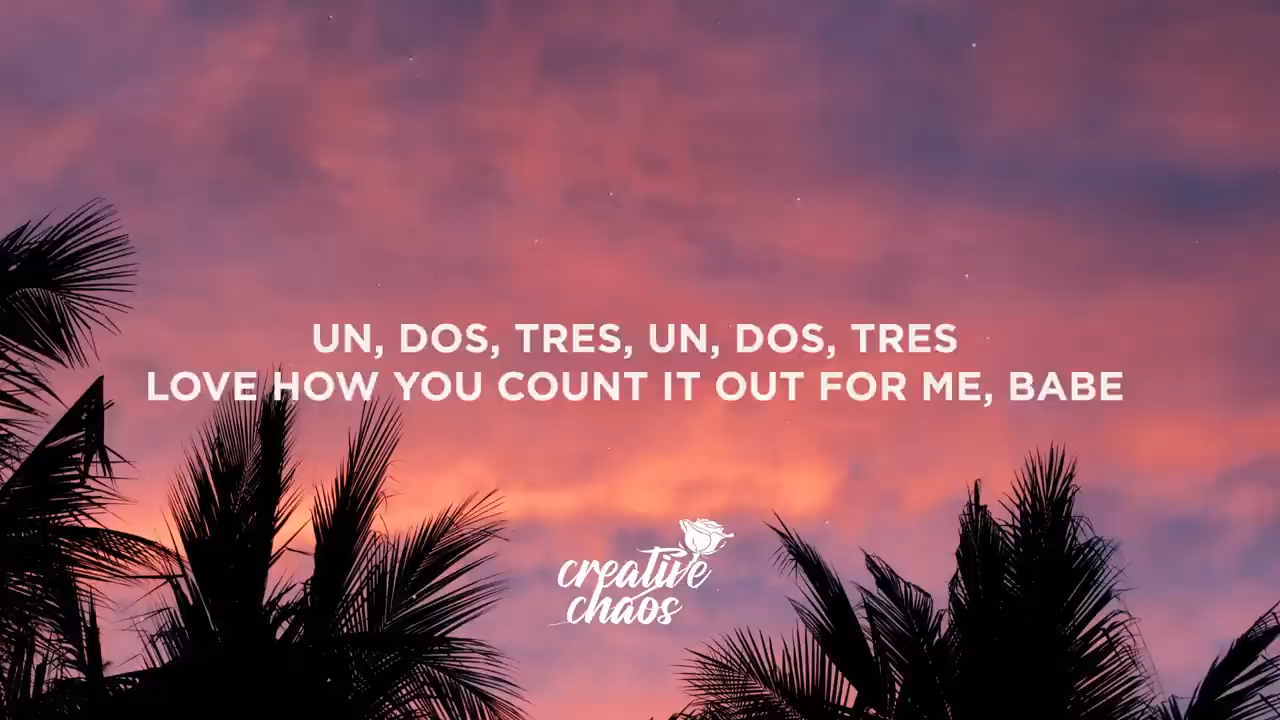 UN, DOS, TRES, UN, DOS, TRES
LOVE HOW YOU COUNT IT OUT FOR ME, BABE
creative
chaos